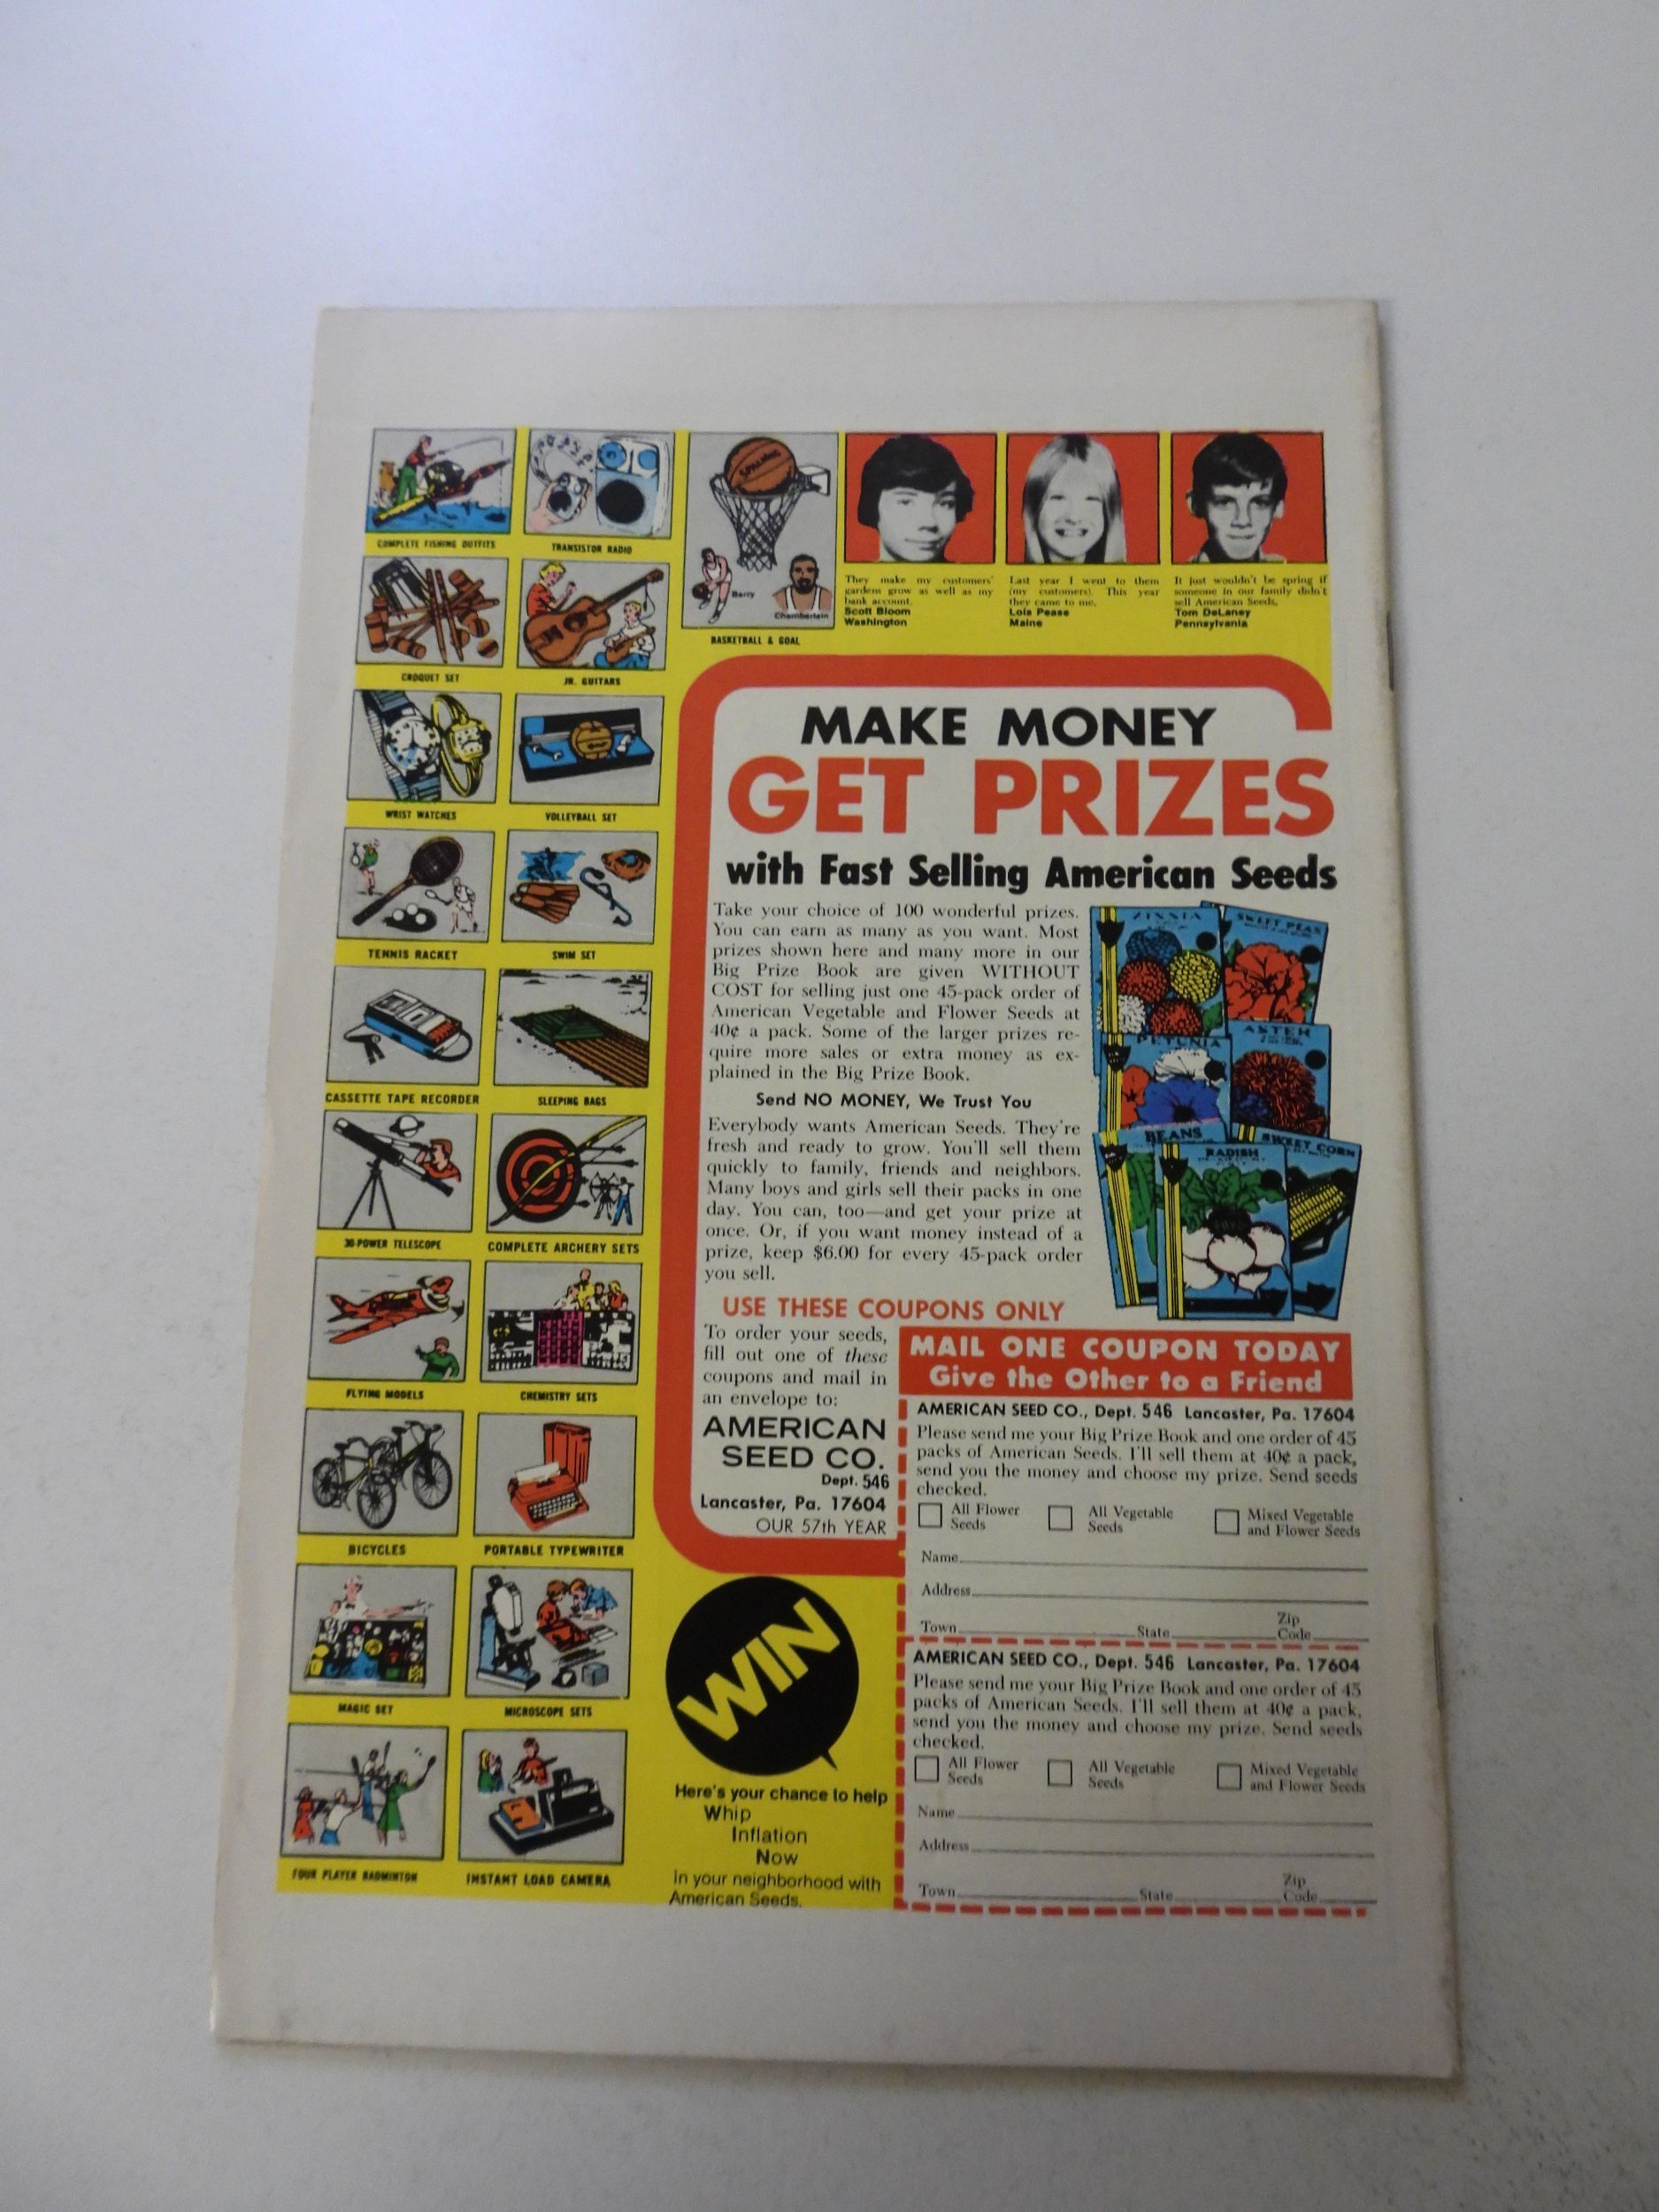 COMPLETE FISHING OUTFITS
TRANSISTOR RADIO
SPALDING
Barry
Chamberlain
BASKETBALL & GOAL
They make my customers'
gardens grow as well as my
bank account.
Scott Bloom
Washington
Last year I went to them
(my customers). This year
they came to me.
Lois Pease
Maine
It just wouldn't be spring if
someone in our family didn't
sell American Seeds.
Tom DeLaney
Pennsylvania
CROQUET SET
JR. GUITARS
WRIST WATCHES
VOLLEYBALL SET
TENNIS RACKET
SWIM SET
CASSETTE TAPE RECORDER
SLEEPING BAGS
30-POWER TELESCOPE
COMPLETE ARCHERY SETS
FLYING MODELS
CHEMISTRY SETS
BICYCLES
PORTABLE TYPEWRITER
MAGIC SET
MICROSCOPE SETS
FOUR PLAYER BADMINTON
INSTANT LOAD CAMERA
MAKE MONEY
GET PRIZES
with Fast Selling American Seeds
Take your choice of 100 wonderful prizes.
You can earn as many as you want. Most
prizes shown here and many more in our
Big Prize Book are given WITHOUT
COST for selling just one 45-pack order of
American Vegetable and Flower Seeds at
40¢ a pack. Some of the larger prizes re-
quire more sales or extra money as ex-
plained in the Big Prize Book.
Send NO MONEY, We Trust You
Everybody wants American Seeds. They're
fresh and ready to grow. You'll sell them
quickly to family, friends and neighbors.
Many boys and girls sell their packs in one
day. You can, too—and get your prize at
once. Or, if you want money instead of a
prize, keep $6.00 for every 45-pack order
you sell.
ZINNIA
SWEET PEAS
PETUNIA
ASTER
BEANS
RADISH
SWEET CORN
USE THESE COUPONS ONLY
To order your seeds,
fill out one of these
coupons and mail in
an envelope to:
AMERICAN
SEED CO.
Dept. 546
Lancaster, Pa. 17604
OUR 57th YEAR
MAIL ONE COUPON TODAY
Give the Other to a Friend
AMERICAN SEED CO., Dept. 546 Lancaster, Pa. 17604
Please send me your Big Prize Book and one order of 45
packs of American Seeds. I'll sell them at 40¢ a pack,
send you the money and choose my prize. Send seeds
checked.
All Flower Seeds
All Vegetable Seeds
Mixed Vegetable and Flower Seeds
Name
Address
Town State Zip Code
AMERICAN SEED CO., Dept. 546 Lancaster, Pa. 17604
Please send me your Big Prize Book and one order of 45
packs of American Seeds. I'll sell them at 40¢ a pack,
send you the money and choose my prize. Send seeds
checked.
All Flower Seeds
All Vegetable Seeds
Mixed Vegetable and Flower Seeds
Name
Address
Town State Zip Code
WIN
Here's your chance to help
Whip
Inflation
Now
in your neighborhood with
American Seeds.